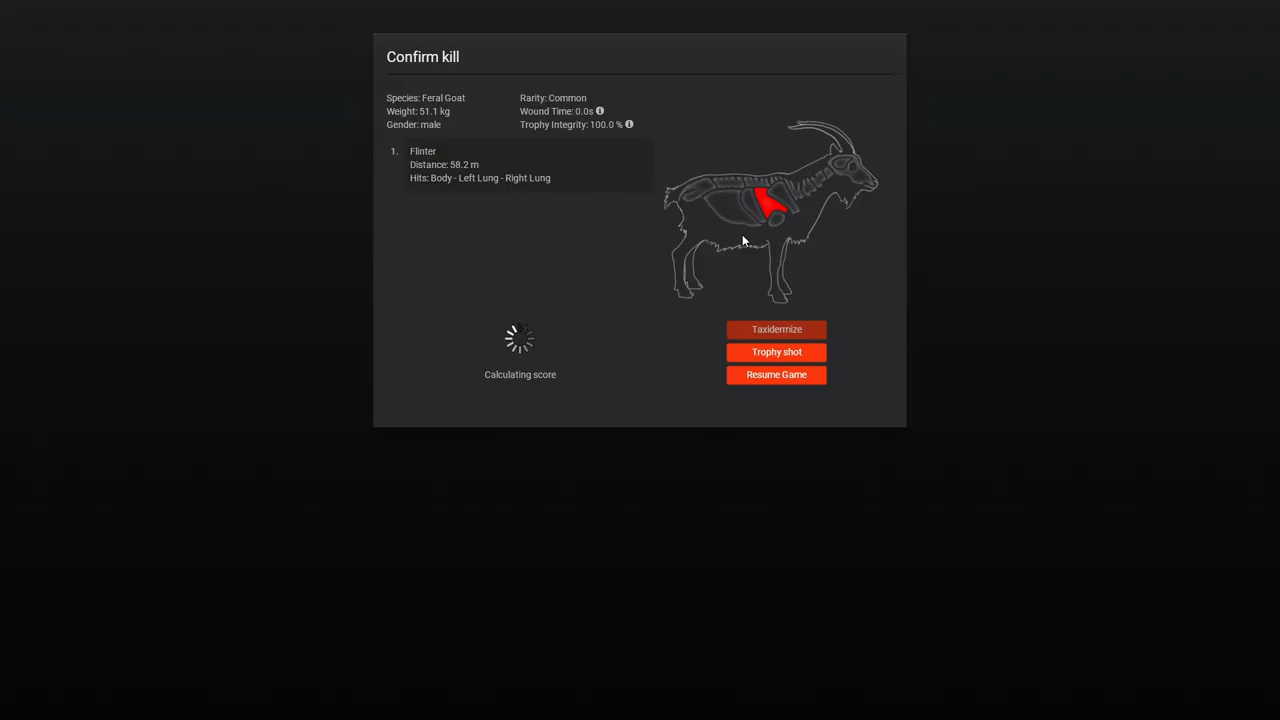 Confirm kill
Species: Feral Goat
Weight: 51.1 kg
Gender: male
Rarity: Common
Wound Time: 0.0s
Trophy Integrity: 100.0 %
1.
Flinter
Distance: 58.2 m
Hits: Body - Left Lung - Right Lung
Calculating score
Taxidermize
Trophy shot
Resume Game